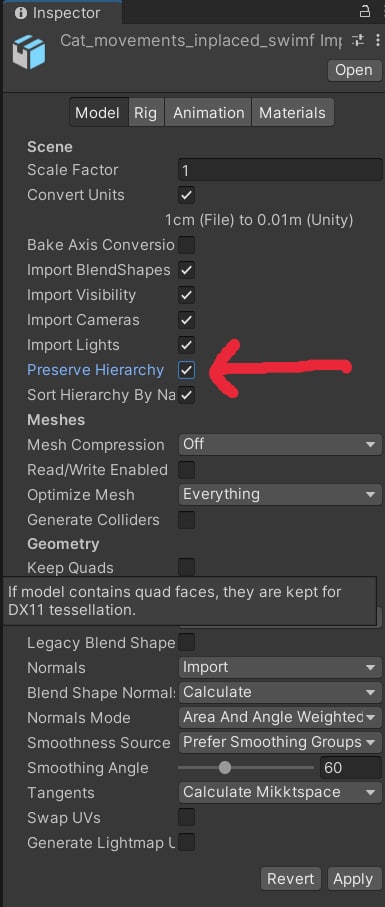 Inspector
Cat_movements_inplaced_swimf Imp
Open
Model Rig Animation Materials
Scene
Scale Factor 1
Convert Units
1cm (File) to 0.01m (Unity)
Bake Axis Conversio
Import BlendShapes
Import Visibility
Import Cameras
Import Lights
Preserve Hierarchy
Sort Hierarchy By Na
Meshes
Mesh Compression Off
Read/Write Enabled
Optimize Mesh Everything
Generate Colliders
Geometry
Keep Quads
If model contains quad faces, they are kept for
DX11 tessellation.
Legacy Blend Shape
Normals Import
Blend Shape Normals Calculate
Normals Mode Area And Angle Weighted
Smoothness Source Prefer Smoothing Groups
Smoothing Angle 60
Tangents Calculate Mikktspace
Swap UVs
Generate Lightmap U
Revert Apply